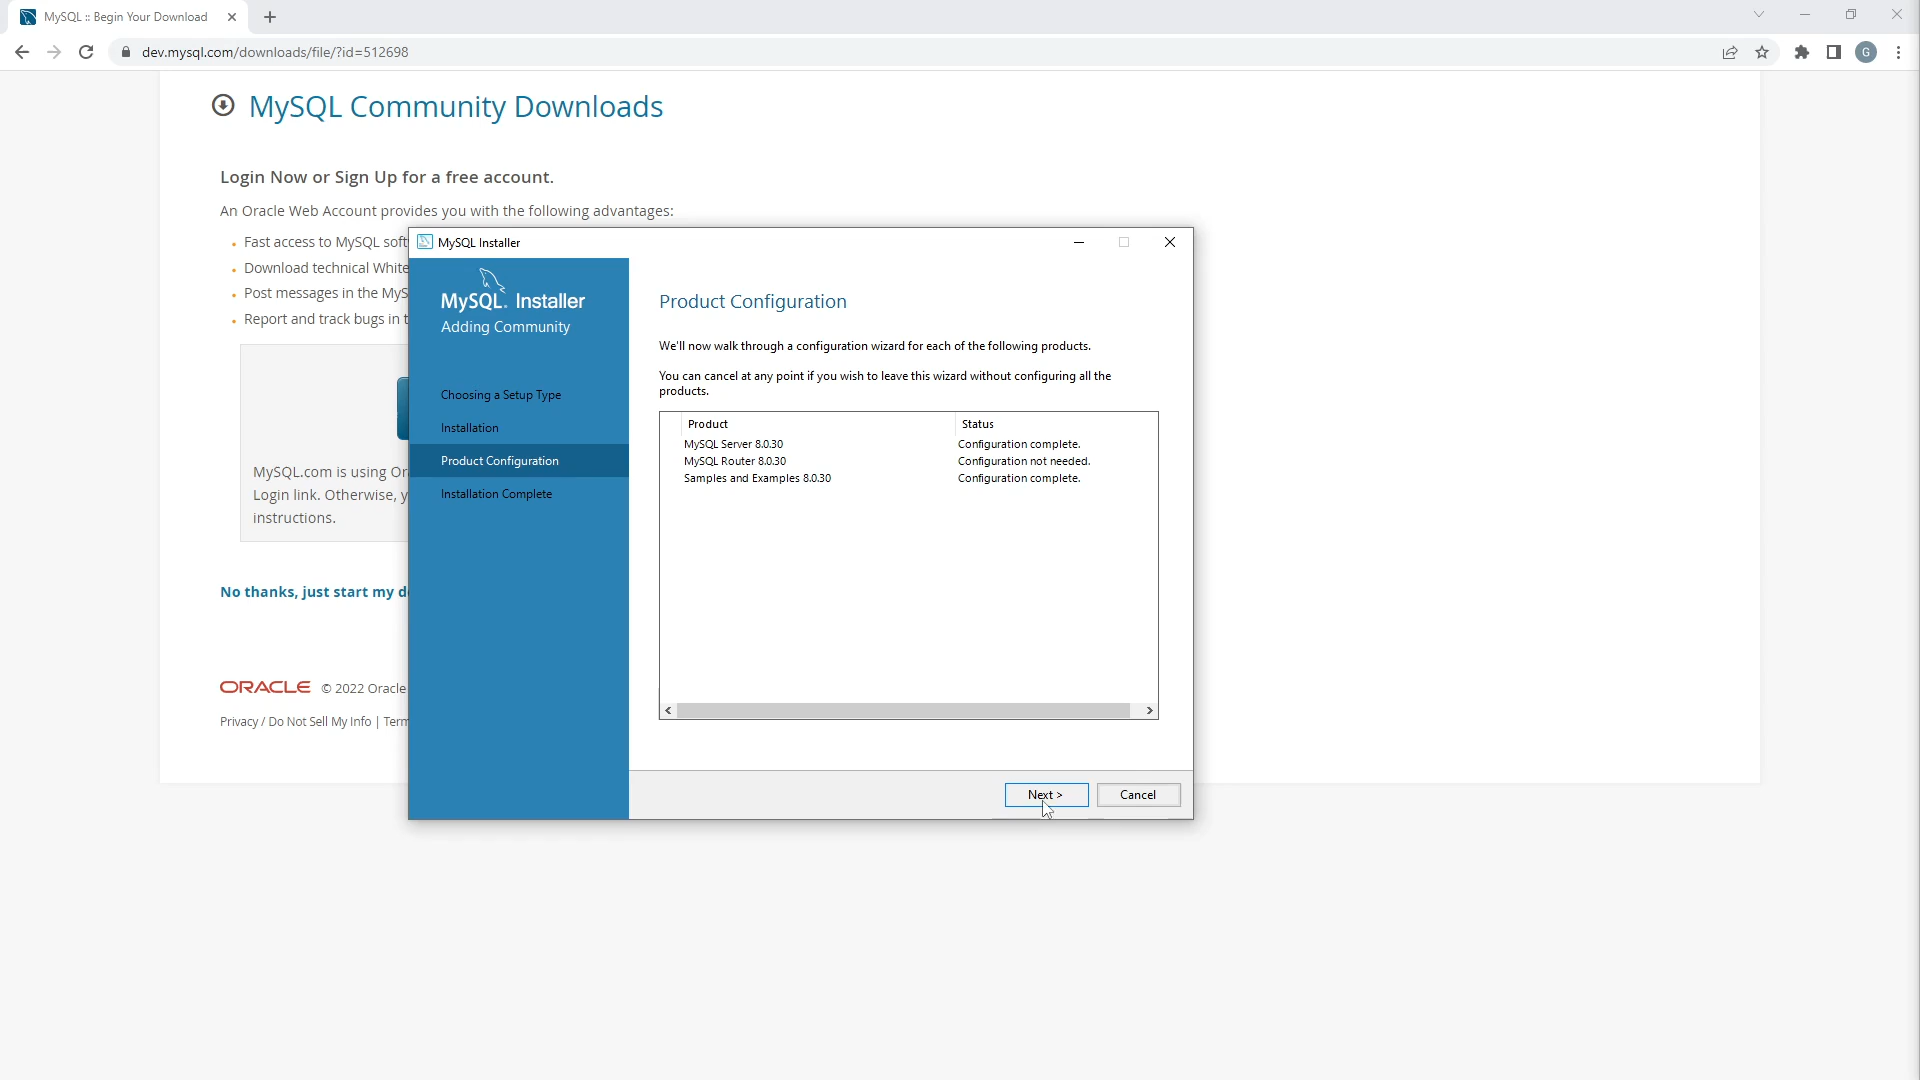 MySQL :: Begin Your Download
dev.mysql.com/downloads/file/?id=512698
G
MySQL Community Downloads
Login Now or Sign Up for a free account.
An Oracle Web Account provides you with the following advantages:
Fast access to MySQL soft
Download technical White
Post messages in the MyS
Report and track bugs in t
MySQL.com is using Or
Login link. Otherwise, y
instructions.
No thanks, just start my d
ORACLE © 2022 Oracle
Privacy / Do Not Sell My Info | Term
MySQL Installer
MySQL. Installer
Adding Community
Choosing a Setup Type
Installation
Product Configuration
Installation Complete
Product Configuration
We'll now walk through a configuration wizard for each of the following products.
You can cancel at any point if you wish to leave this wizard without configuring all the
products.
Product Status
MySQL Server 8.0.30 Configuration complete.
MySQL Router 8.0.30 Configuration not needed.
Samples and Examples 8.0.30 Configuration complete.
Next >
Cancel